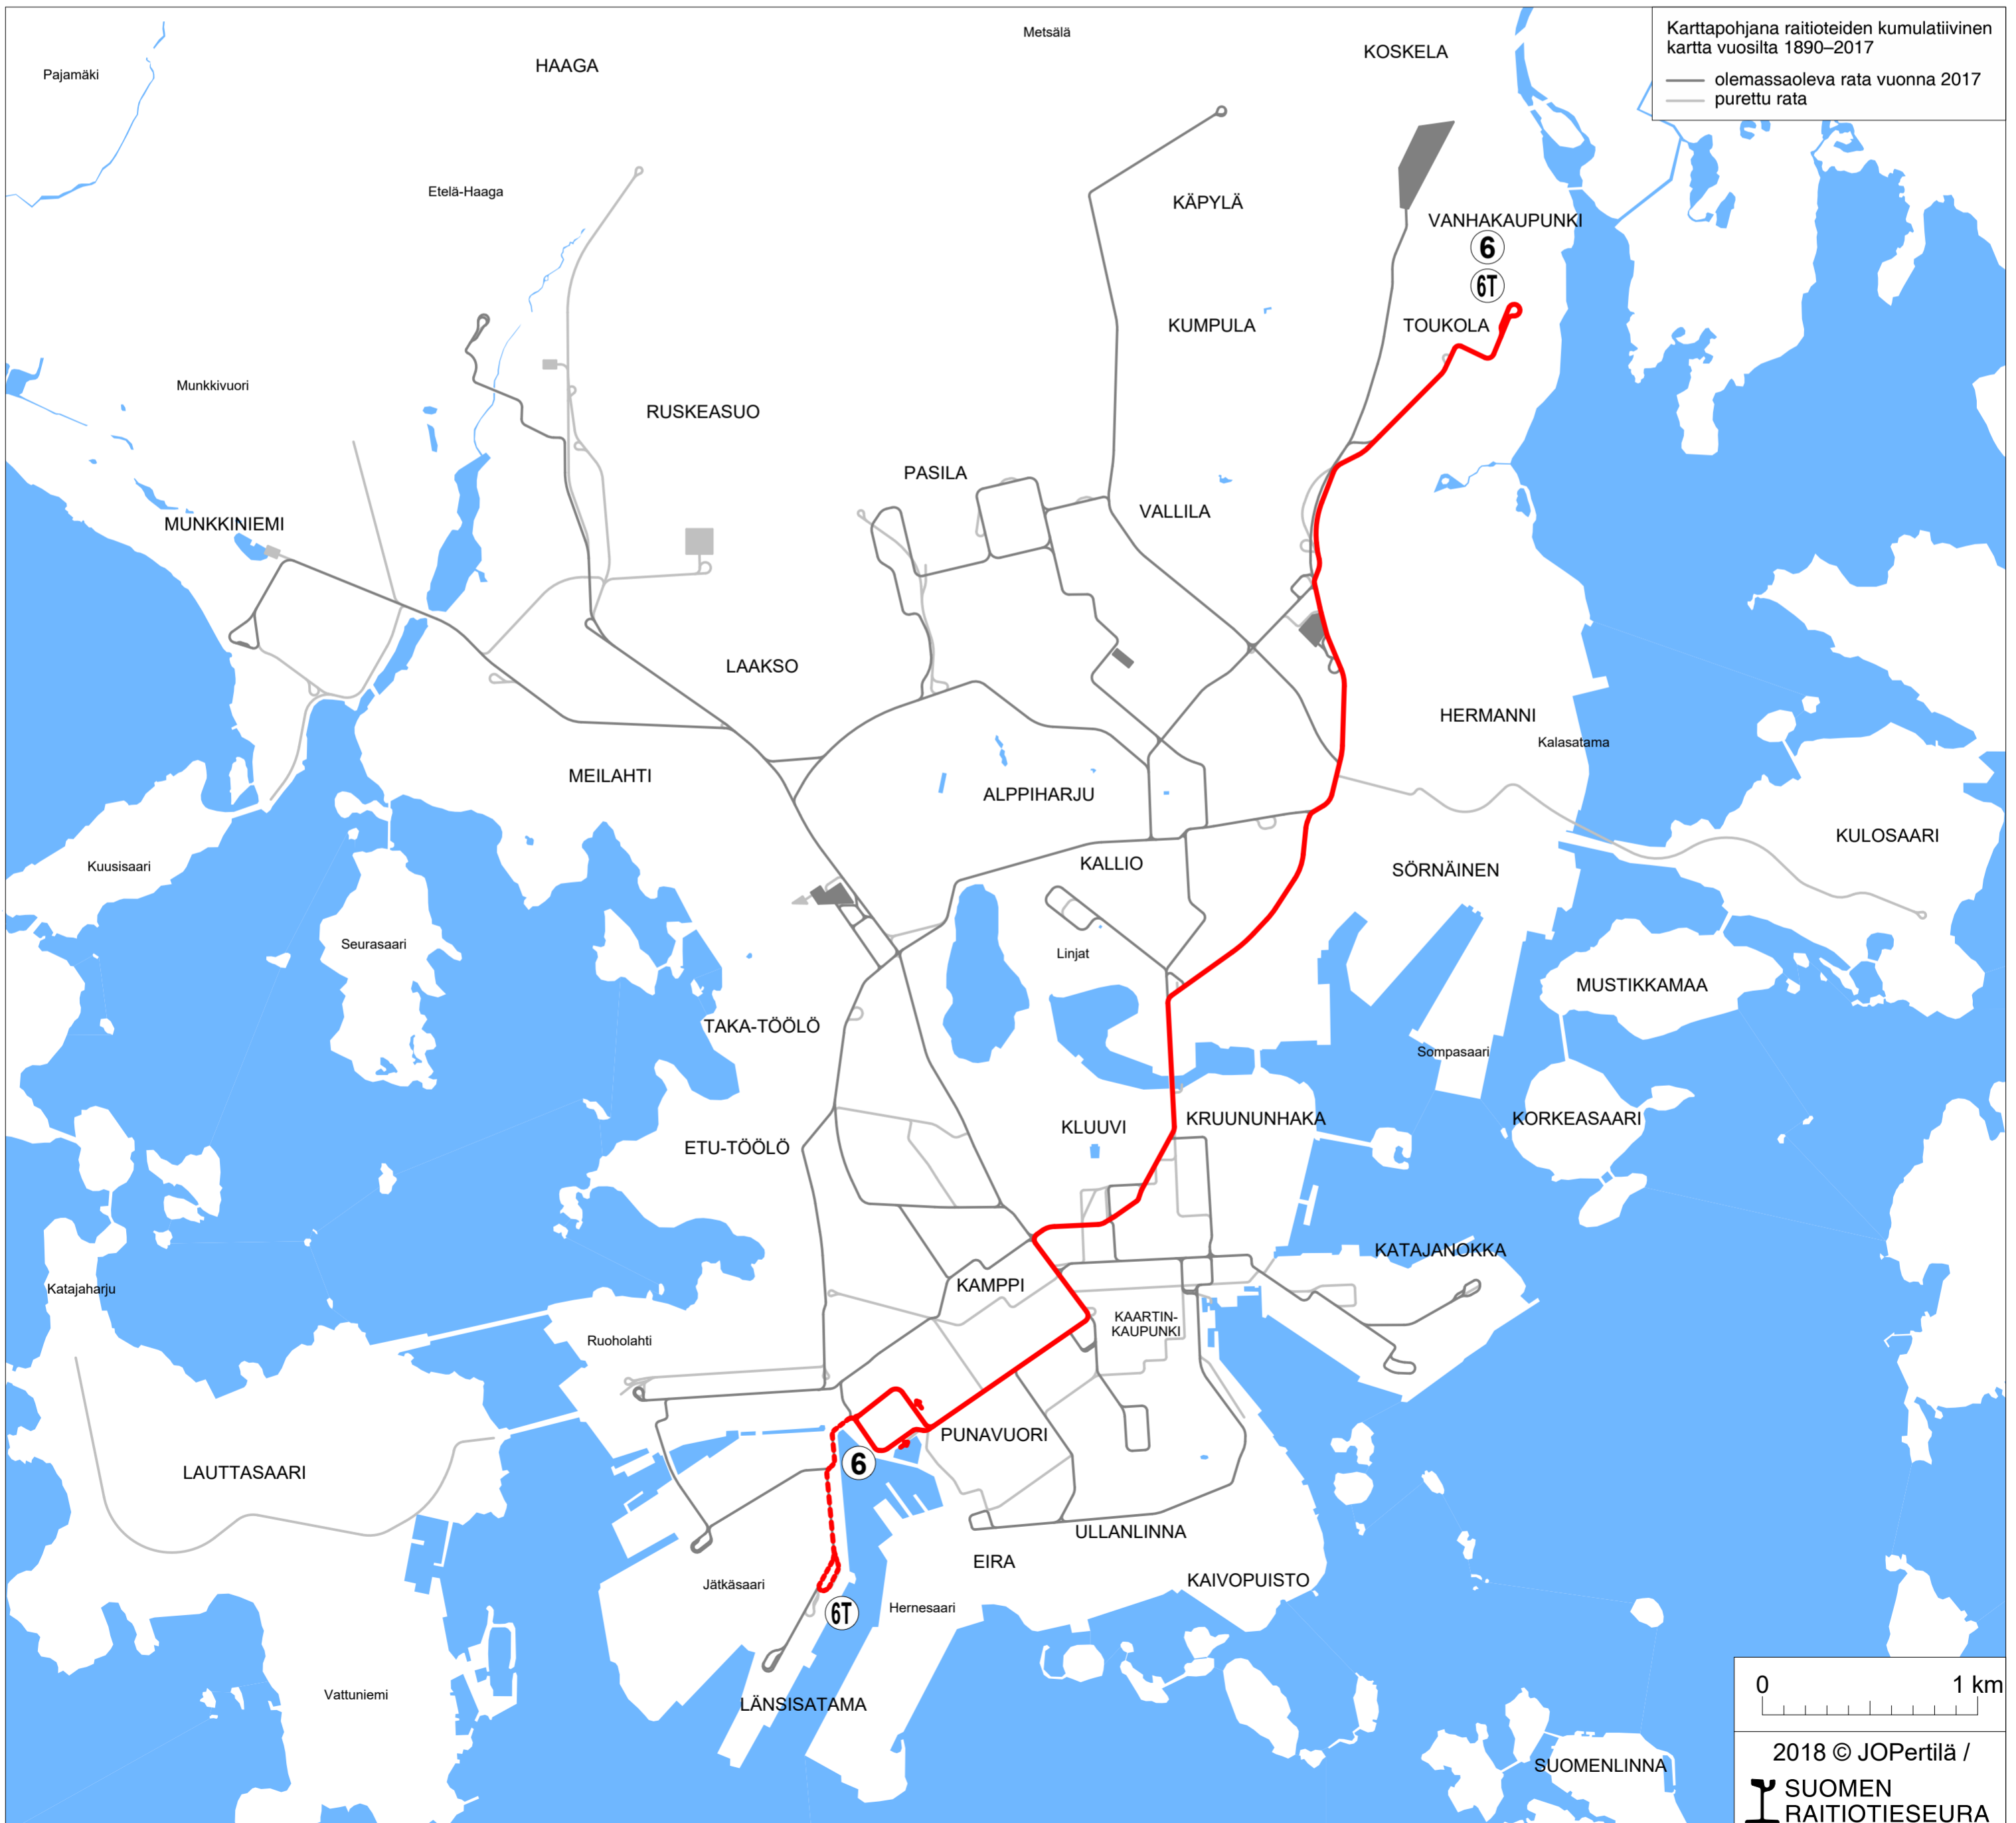 Karttapohjana raitioteiden kumulatiivinen
kartta vuosilta 1890–2017
olemassaoleva rata vuonna 2017
purettu rata
Metsälä
KOSKELA
HAAGA
Pajamäki
Etelä-Haaga
KÄPYLÄ
VANHAKAUPUNKI
6
6T
KUMPULA
TOUKOLA
Munkkivuori
RUSKEASUO
PASILA
VALLILA
MUNKKINIEMI
LAAKSO
HERMANNI
Kalasatama
MEILAHTI
ALPPIHARJU
KULOSAARI
Kuusisaari
KALLIO
SÖRNÄINEN
Seurasaari
Linjat
MUSTIKKAMAA
TAKA-TÖÖLÖ
Sompasaari
KLUUVI
KRUUNUNHAKA
KORKEASAARI
ETU-TÖÖLÖ
KATAJANOKKA
Katajaharju
KAMPPI
KAARTIN-
KAUPUNKI
Ruoholahti
PUNAVUORI
6
LAUTTASAARI
ULLANLINNA
EIRA
Jätkäsaari
KAIVOPUISTO
6T
Hernesaari
Vattuniemi
LÄNSISATAMA
SUOMENLINNA
0 1 km
2018 © JOPertilä /
SUOMEN
RAITIOTIESEURA